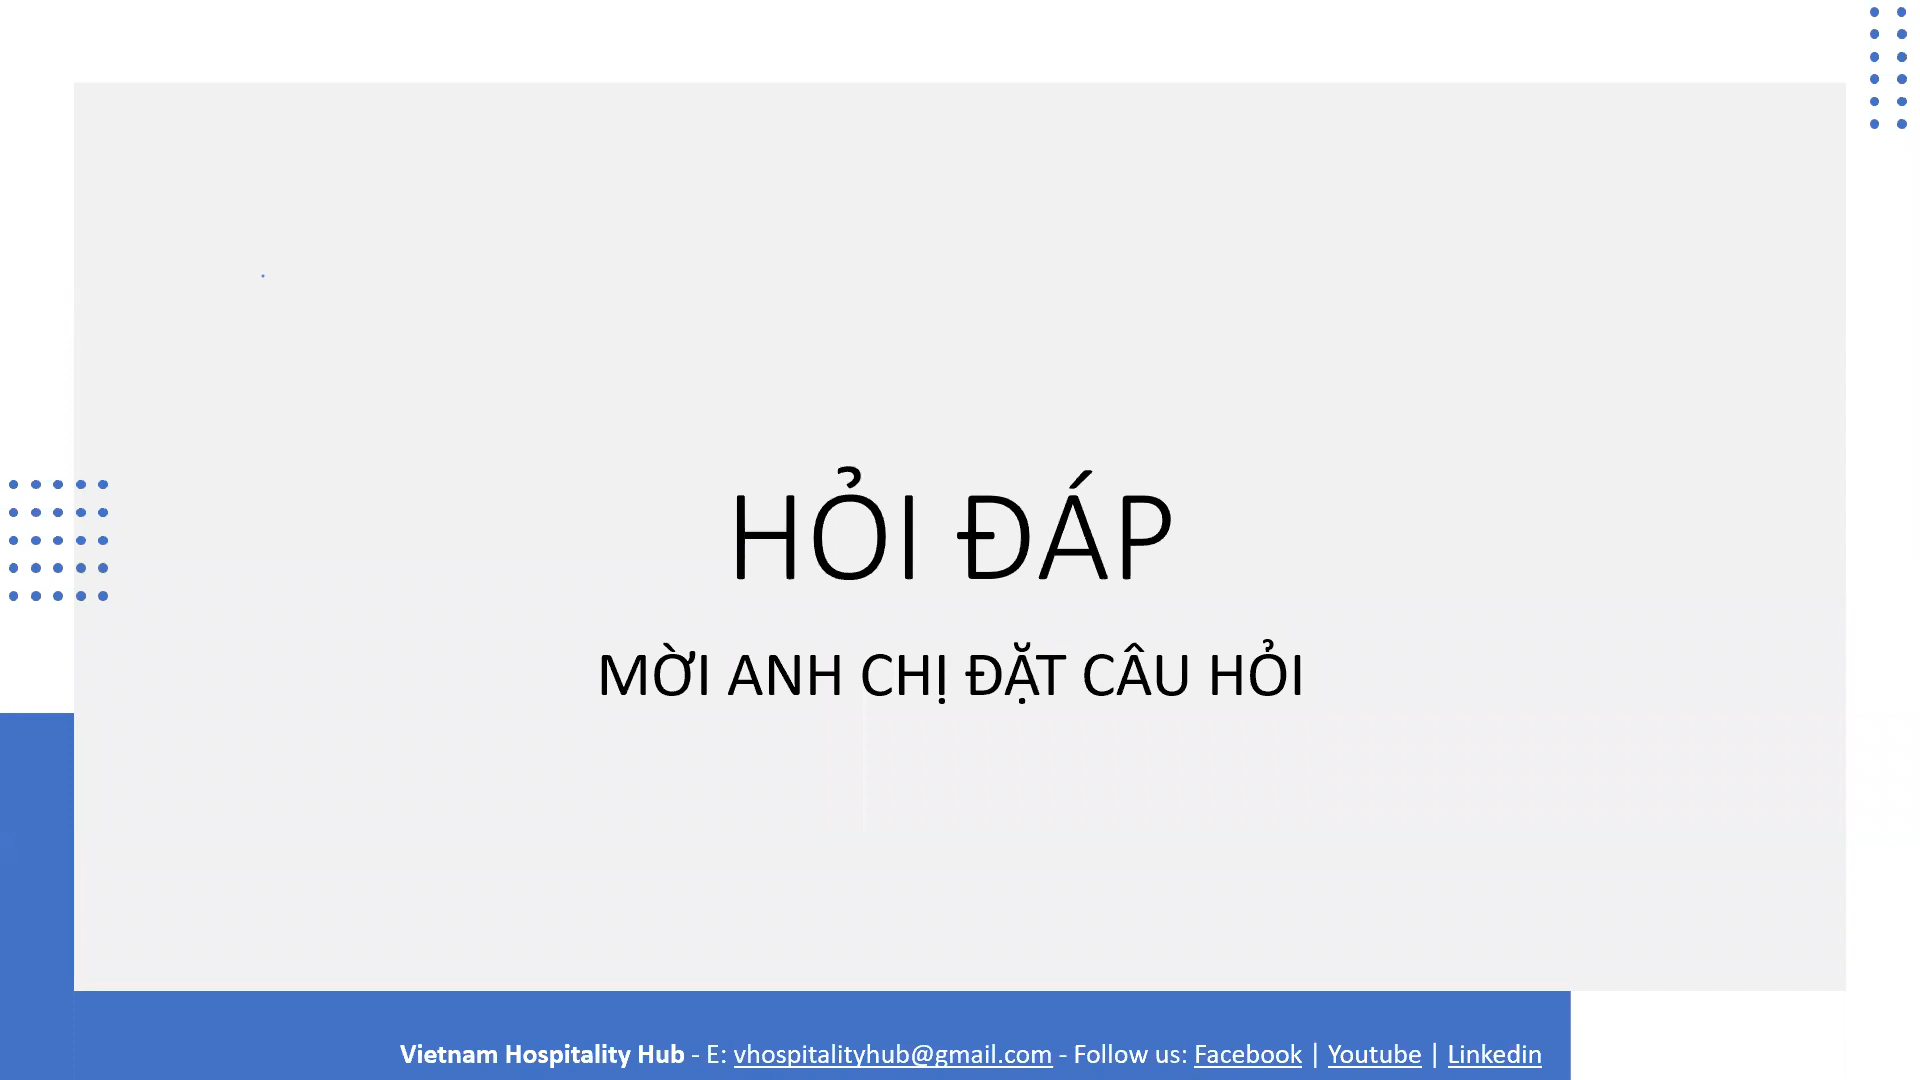 HỎI ĐÁP
MỜI ANH CHỊ ĐẶT CÂU HỎI
Vietnam Hospitality Hub - E: vhospitalityhub@gmail.com - Follow us: Facebook | Youtube | Linkedin